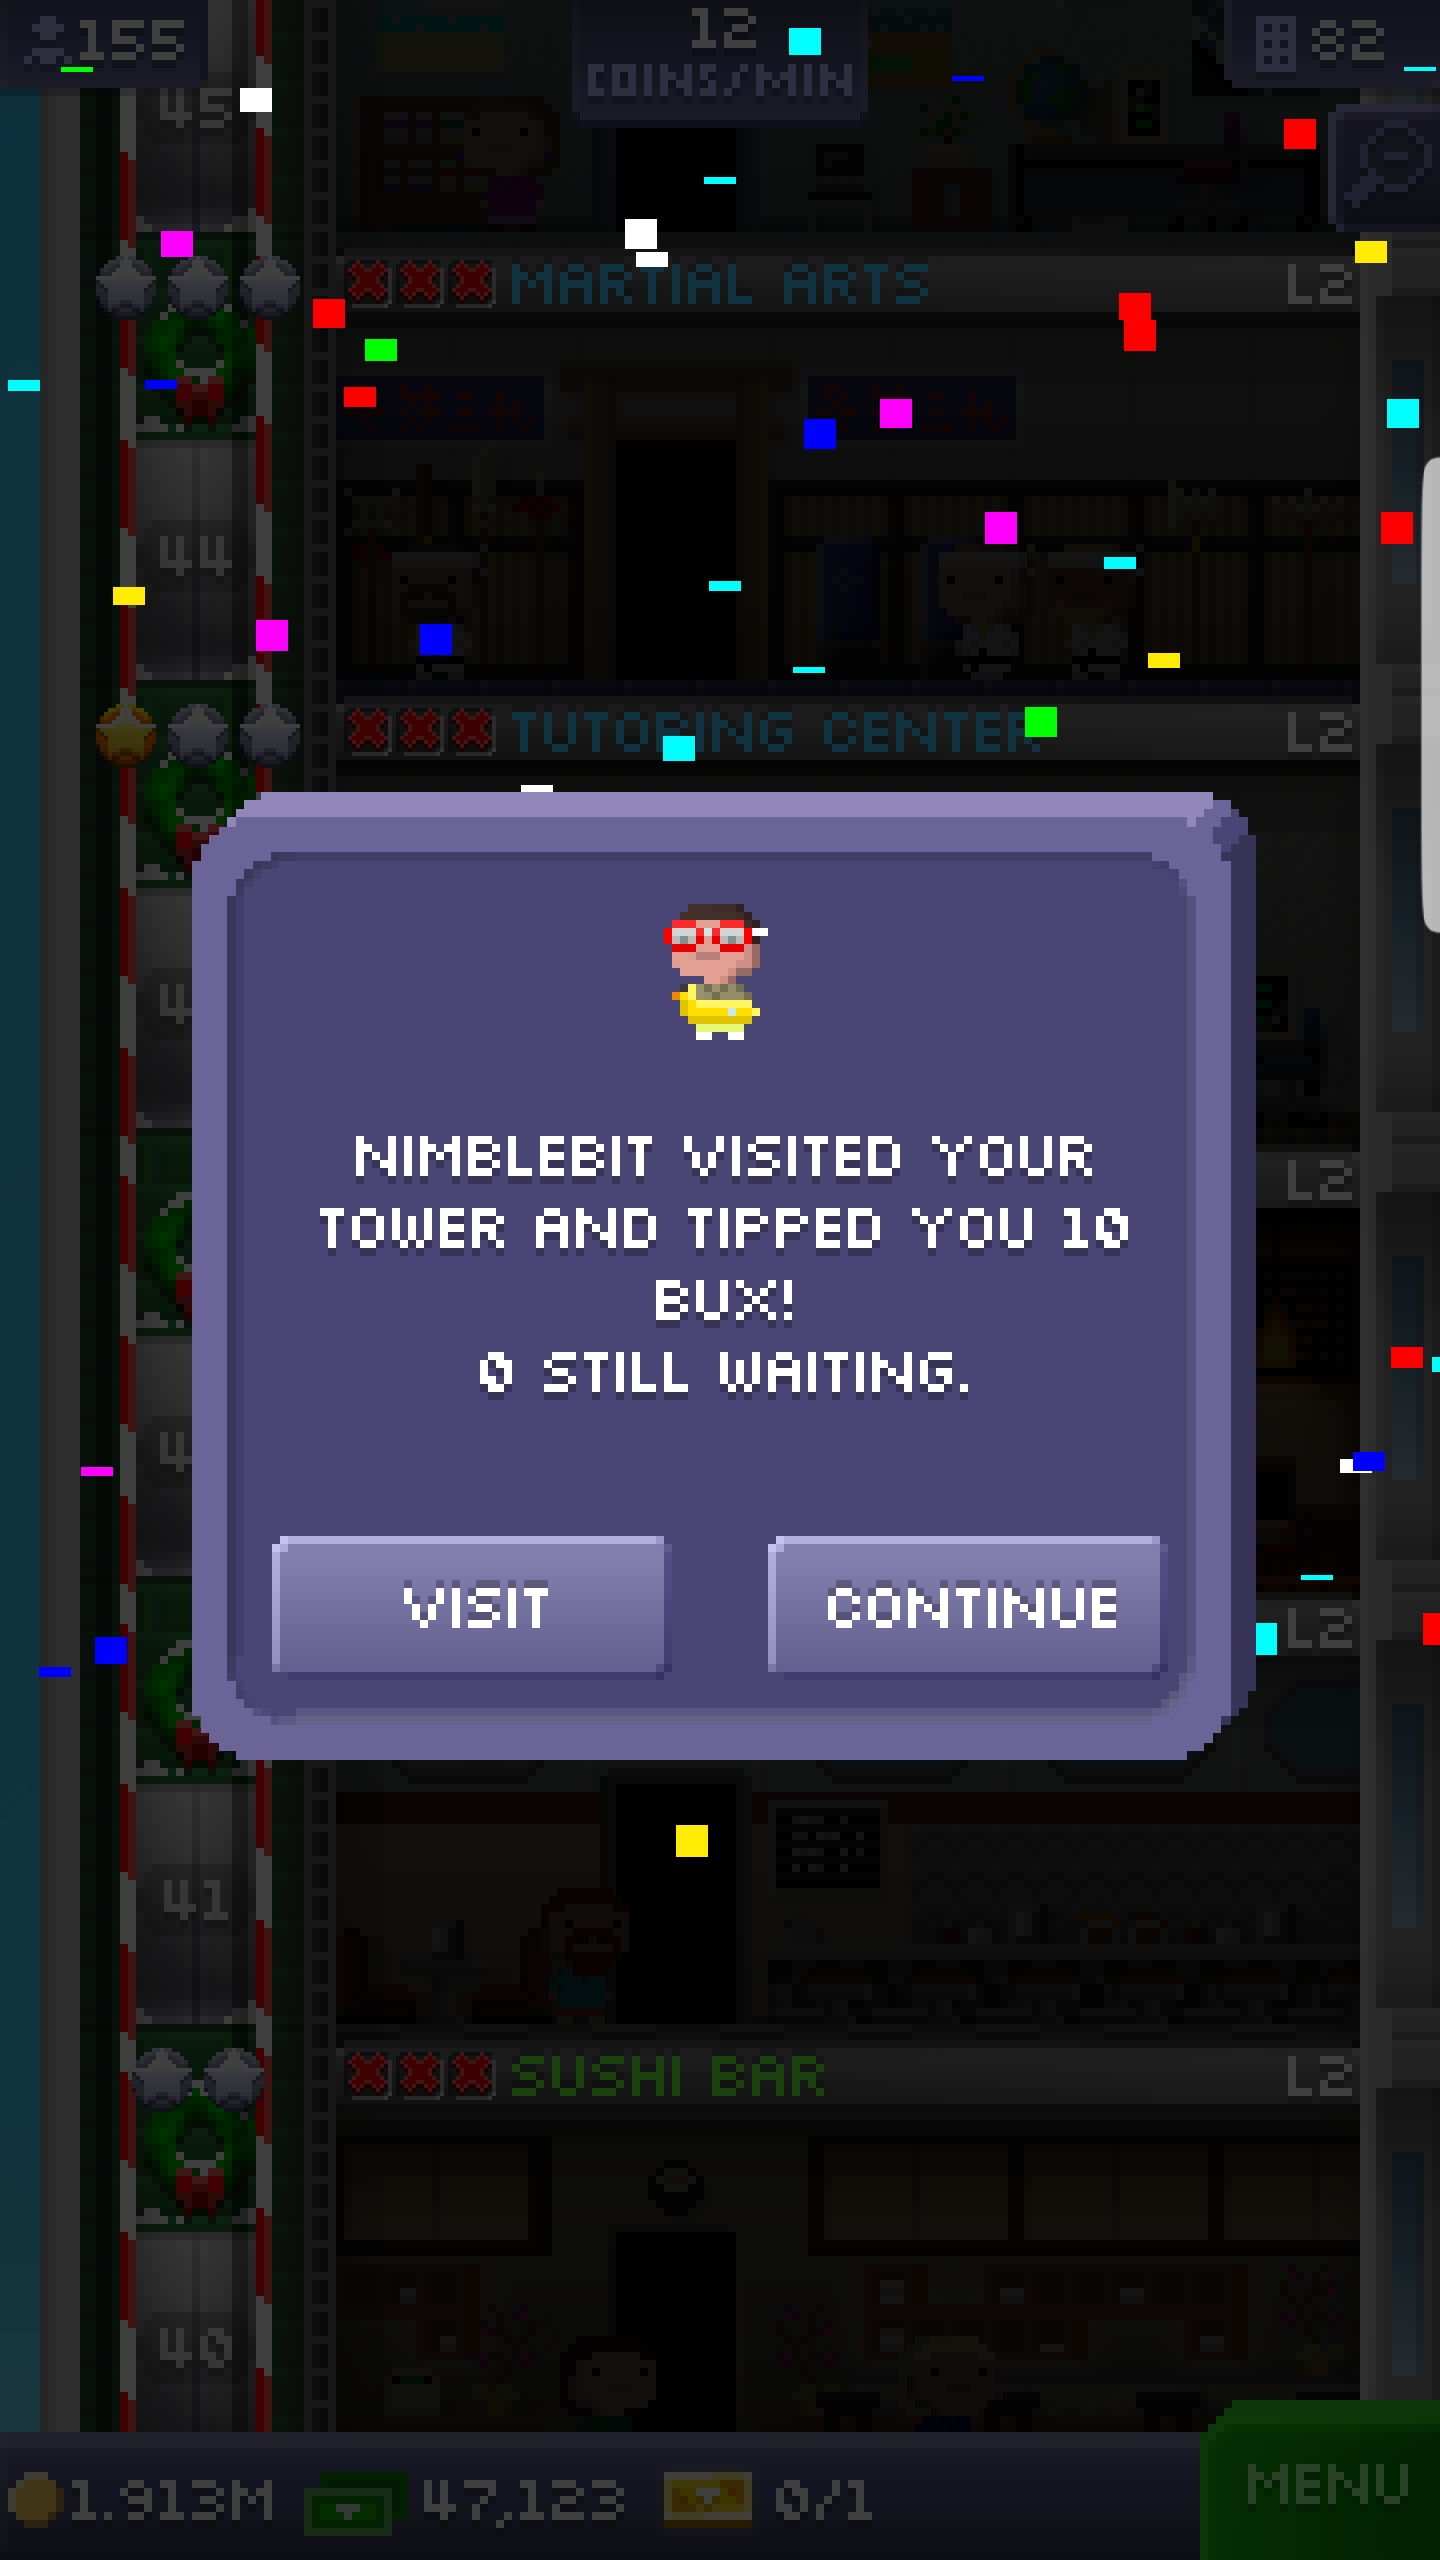 155
12
COINS/MIN
82
45
MARTIAL ARTS L2
44
TUTORING CENTER L2
4
L2
NIMBLEBIT VISITED YOUR
TOWER AND TIPPED YOU 10
BUX!
0 STILL WAITING.
4
VISIT
CONTINUE
L2
41
SUSHI BAR L2
40
1.913M
47,123
0/1
MENU